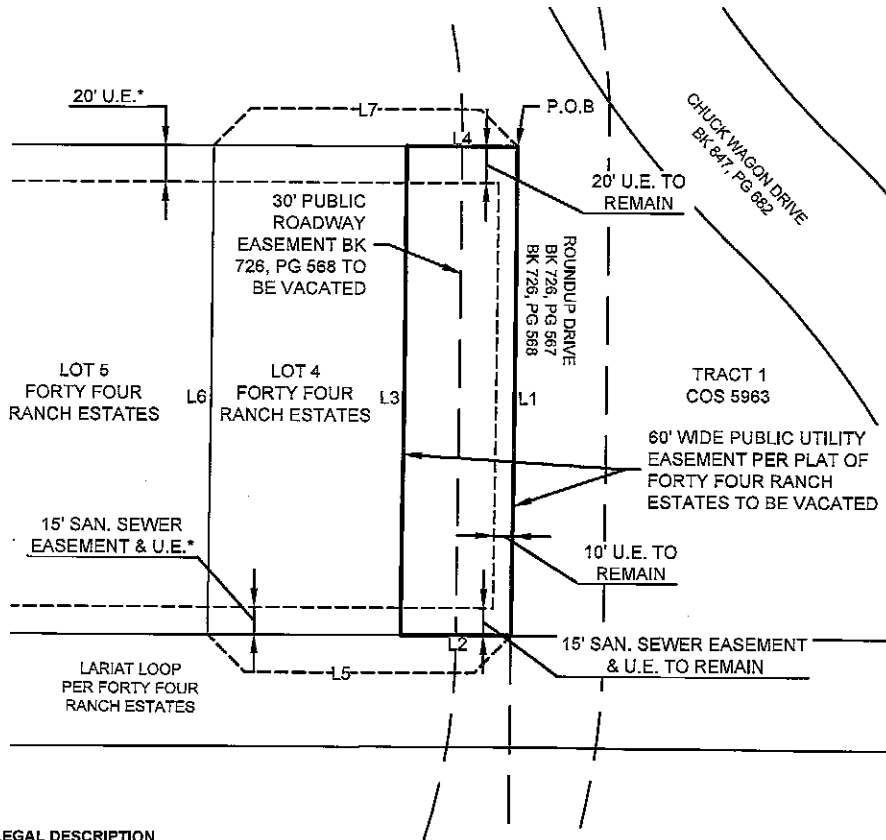 20' U.E.*
L7
P.O.B
L4
CHUCK WAGON DRIVE
BK 847, PG 682
20' U.E. TO
REMAIN
30' PUBLIC
ROADWAY
EASEMENT BK
726, PG 568 TO
BE VACATED
ROUNDUP DRIVE
BK 726, PG 567
BK 726, PG 568
LOT 5
FORTY FOUR
RANCH ESTATES
L6
LOT 4
FORTY FOUR
RANCH ESTATES
L3
L1
TRACT 1
COS 5963
60' WIDE PUBLIC UTILITY
EASEMENT PER PLAT OF
FORTY FOUR RANCH
ESTATES TO BE VACATED
15' SAN. SEWER
EASEMENT & U.E.*
10' U.E. TO
REMAIN
L2
15' SAN. SEWER EASEMENT
& U.E. TO REMAIN
LARIAT LOOP
PER FORTY FOUR
RANCH ESTATES
L5
LEGAL DESCRIPTION